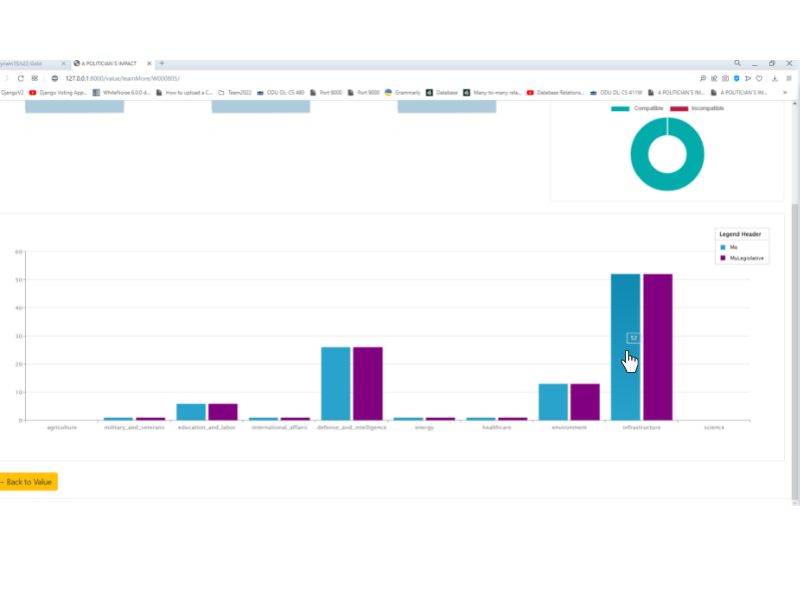 A POLITICIAN'S IMPACT
127.0.0.1:8000/value/learnMore/W000805/
DjangoV2 Django Voting App... WhiteNoise 6.0.0 d... How to upload a C... Team2022 ODU DL: CS 480 Port 8000 Port 9000 Grammarly Database Many-to-many rela... Database Relations... ODU-DL-CS 411W A POLITICIAN'S IM... A POLITICIAN'S IM...
Compatible Incompatible
Legend Header
Me
MyLegislative
60
50
40
30
20
10
0
52
agriculture military_and_veterans education_and_labor international_affairs defense_and_intelligence energy healthcare environment infrastructure science
← Back to Value